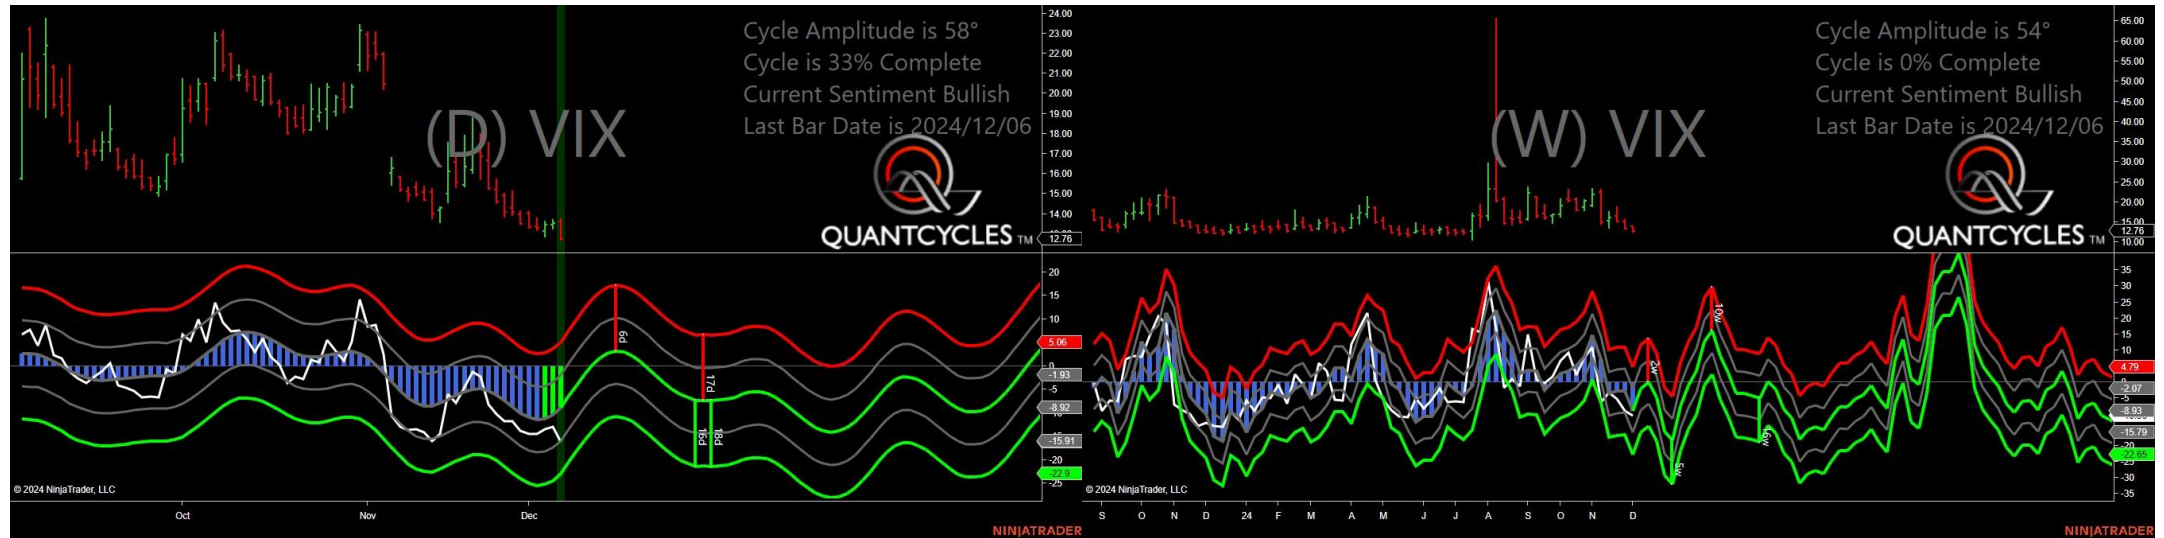 Cycle Amplitude is 58°
Cycle is 33% Complete
Current Sentiment Bullish
Last Bar Date is 2024/12/06
(D) VIX
QUANTCYCLES TM
24.00
23.00
22.00
21.00
20.00
19.00
18.00
17.00
16.00
15.00
14.00
12.76
6d
17d
16d
18d
20
15
10
5.06
0
-1.93
-5
-8.92
-15.91
-20
-22.9
-25
© 2024 NinjaTrader, LLC
Oct
Nov
Dec
NINJATRADER
Cycle Amplitude is 54°
Cycle is 0% Complete
Current Sentiment Bullish
Last Bar Date is 2024/12/06
(W) VIX
QUANTCYCLES TM
65.00
60.00
55.00
50.00
45.00
40.00
35.00
30.00
25.00
20.00
15.00
12.76
10.00
2w
10w
5w
16w
35
30
25
20
15
10
4.79
-2.07
-5
-8.93
-15.79
-20
-22.65
-25
-30
-35
© 2024 NinjaTrader, LLC
S O N D 24 F M A M J J A S O N D
NINJATRADER